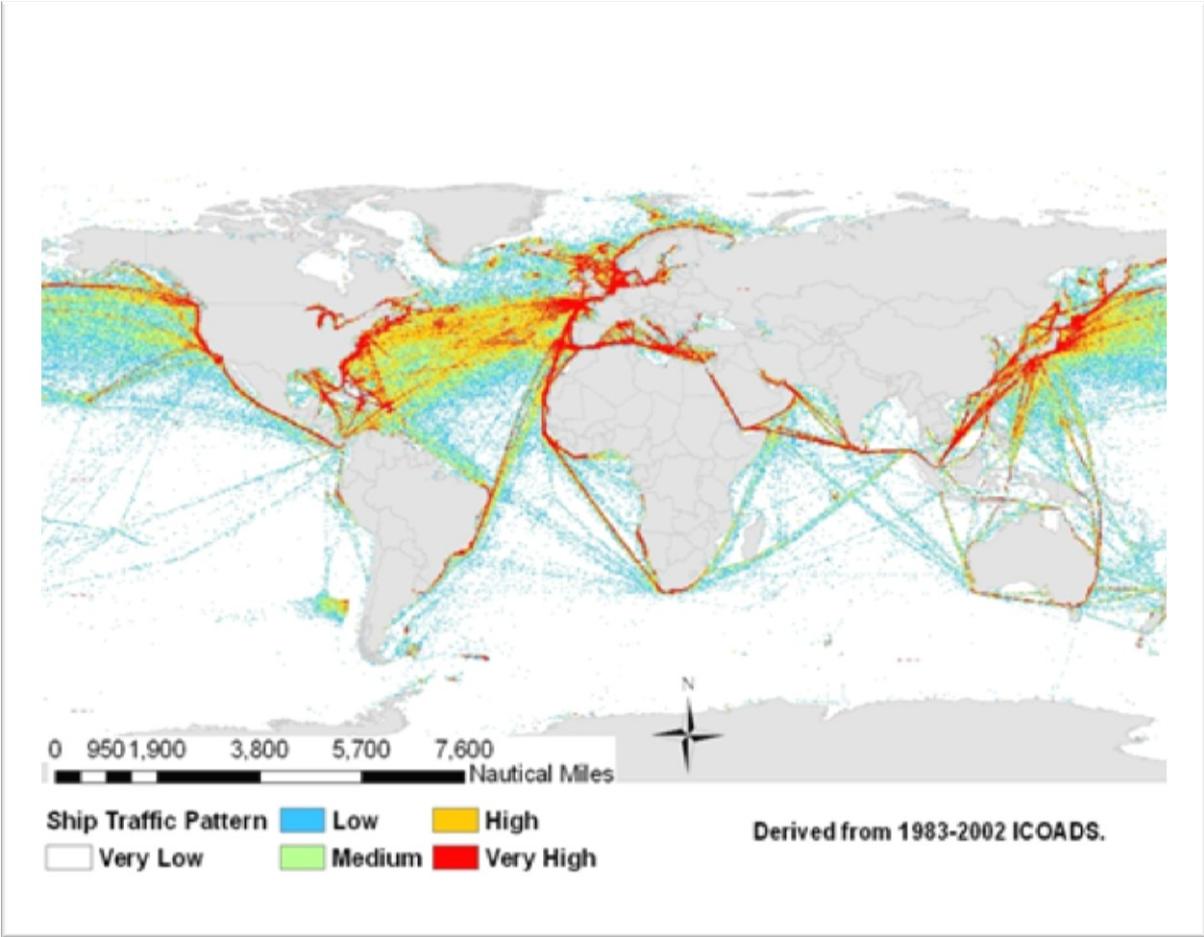 N
0 950 1,900 3,800 5,700 7,600
Nautical Miles
Ship Traffic Pattern Low High
Very Low Medium Very High
Derived from 1983-2002 ICOADS.